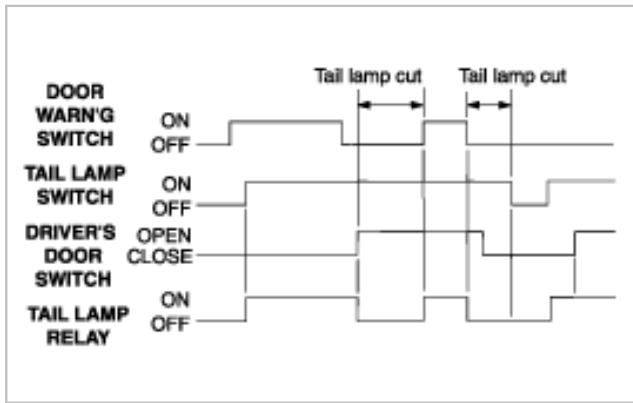 Tail lamp cut Tail lamp cut
DOOR
WARN'G
SWITCH
ON
OFF
TAIL LAMP
SWITCH
ON
OFF
DRIVER'S
DOOR
SWITCH
OPEN
CLOSE
TAIL LAMP
RELAY
ON
OFF